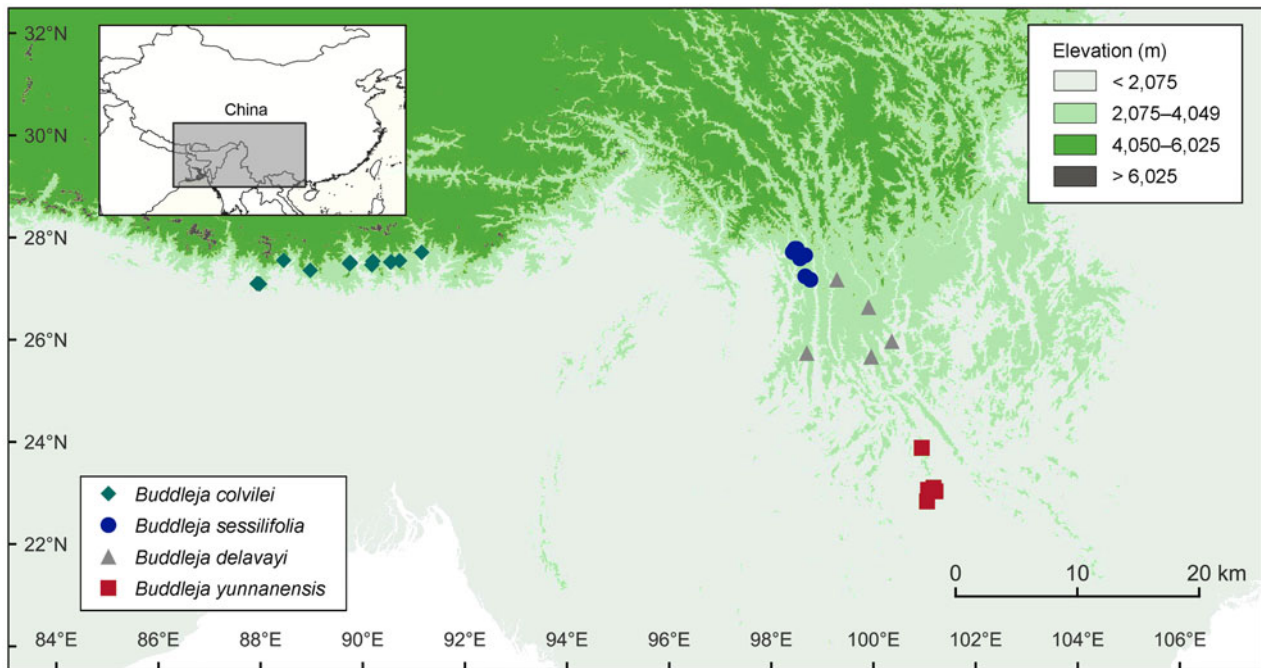 32°N
30°N
28°N
26°N
24°N
22°N
China
Elevation (m)
< 2,075
2,075–4,049
4,050–6,025
> 6,025
Buddleja colvilei
Buddleja sessilifolia
Buddleja delavayi
Buddleja yunnanensis
0 10 20 km
84°E 86°E 88°E 90°E 92°E 94°E 96°E 98°E 100°E 102°E 104°E 106°E